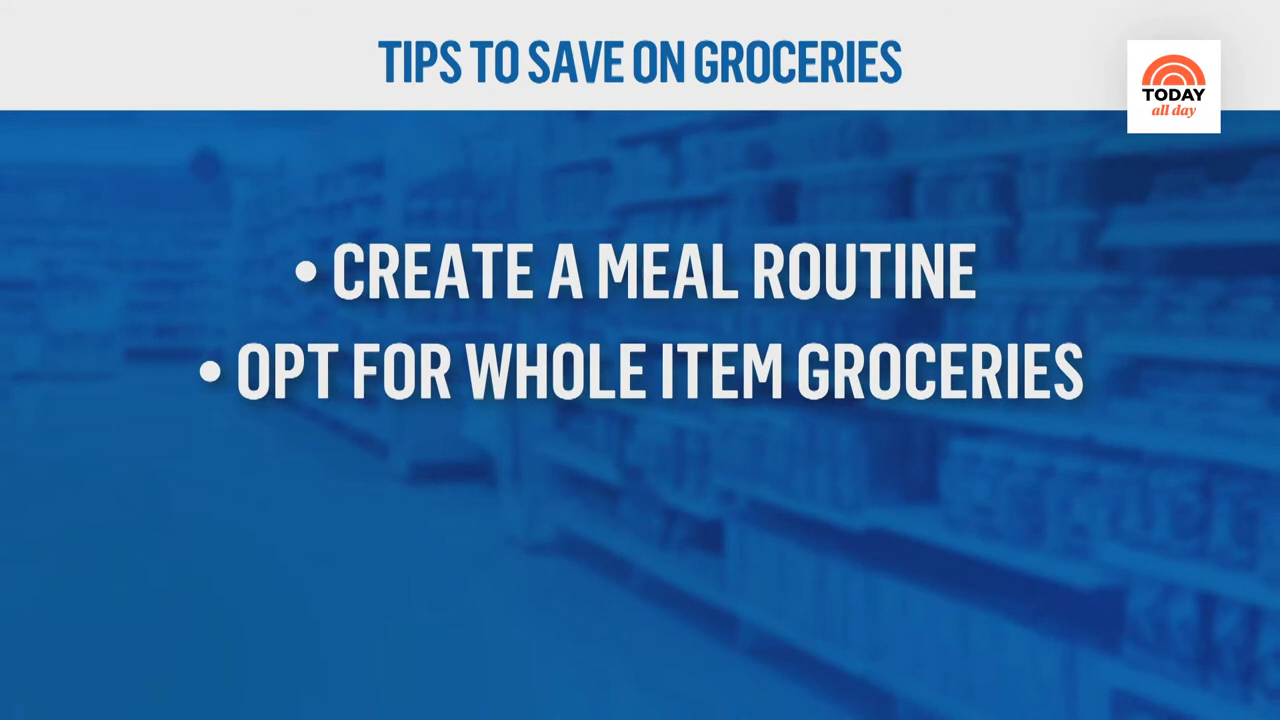 TIPS TO SAVE ON GROCERIES
TODAY
all day
• CREATE A MEAL ROUTINE
• OPT FOR WHOLE ITEM GROCERIES